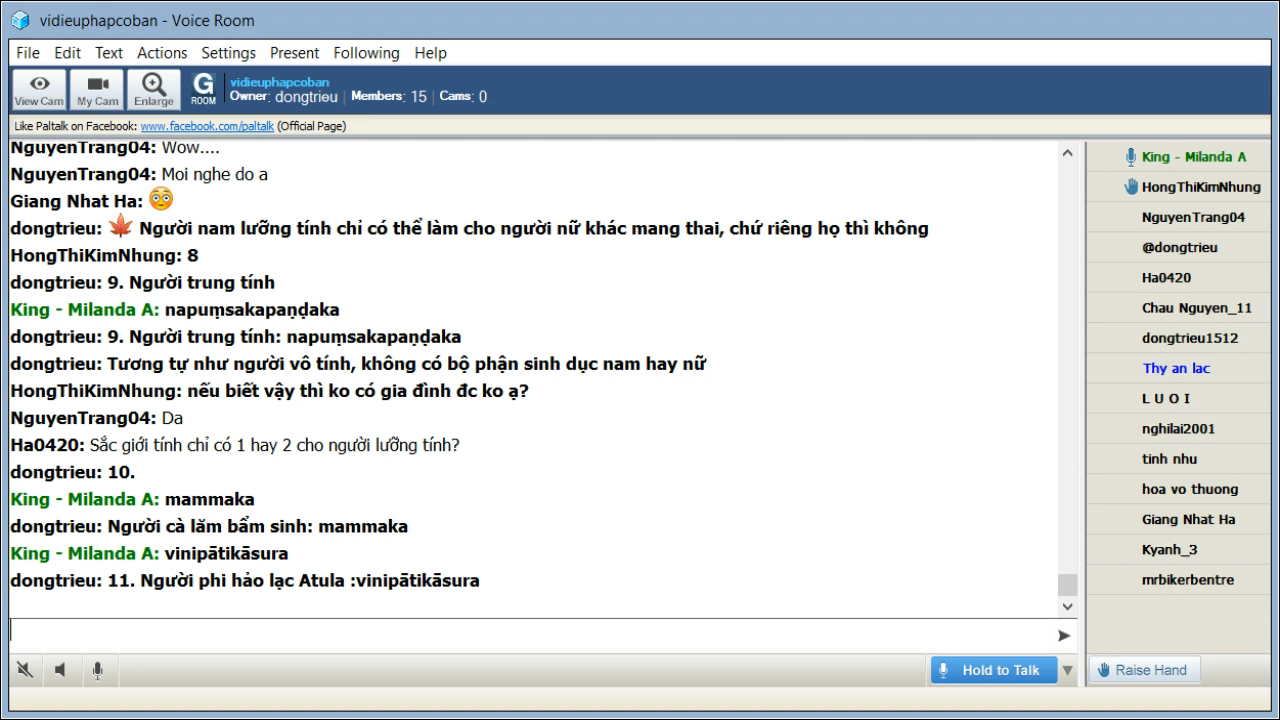 vidieuphapcoban - Voice Room
File Edit Text Actions Settings Present Following Help
View Cam
My Cam
Enlarge
G ROOM
vidieuphapcoban
Owner: dongtrieu | Members: 15 | Cams: 0
Like Paltalk on Facebook: www.facebook.com/paltalk (Official Page)
NguyenTrang04: Wow....
NguyenTrang04: Moi nghe do a
Giang Nhat Ha:
dongtrieu: Người nam lưỡng tính chỉ có thể làm cho người nữ khác mang thai, chứ riêng họ thì không
HongThiKimNhung: 8
dongtrieu: 9. Người trung tính
King - Milanda A: napuṃsakapaṇḍaka
dongtrieu: 9. Người trung tính: napuṃsakapaṇḍaka
dongtrieu: Tương tự như người vô tính, không có bộ phận sinh dục nam hay nữ
HongThiKimNhung: nếu biết vậy thì ko có gia đình đc ko ạ?
NguyenTrang04: Da
Ha0420: Sắc giới tính chỉ có 1 hay 2 cho người lưỡng tính?
dongtrieu: 10.
King - Milanda A: mammaka
dongtrieu: Người cà lăm bẩm sinh: mammaka
King - Milanda A: vinipātikāsura
dongtrieu: 11. Người phi hảo lạc Atula :vinipātikāsura
King - Milanda A
HongThiKimNhung
NguyenTrang04
@dongtrieu
Ha0420
Chau Nguyen_11
dongtrieu1512
Thy an lac
L U O I
nghilai2001
tinh nhu
hoa vo thuong
Giang Nhat Ha
Kyanh_3
mrbikerbentre
Hold to Talk
Raise Hand